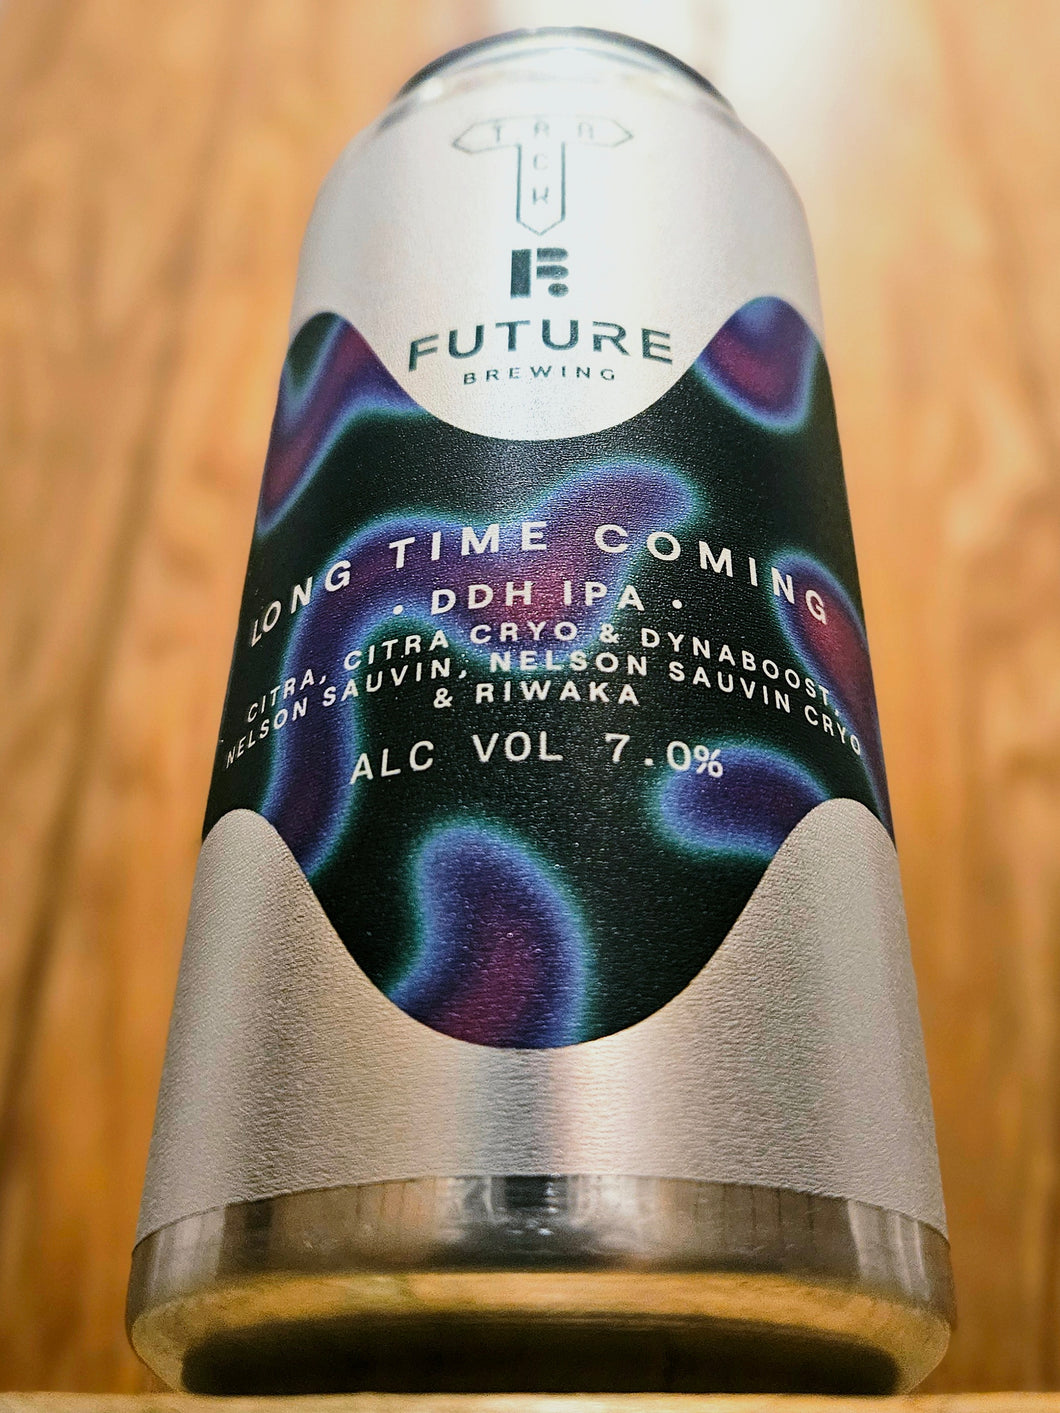 TRACK
FUTURE
BREWING
LONG TIME COMING
• DDH IPA •
CITRA, CITRA CRYO & DYNABOOST,
NELSON SAUVIN, NELSON SAUVIN CRYO
& RIWAKA
ALC VOL 7.0%